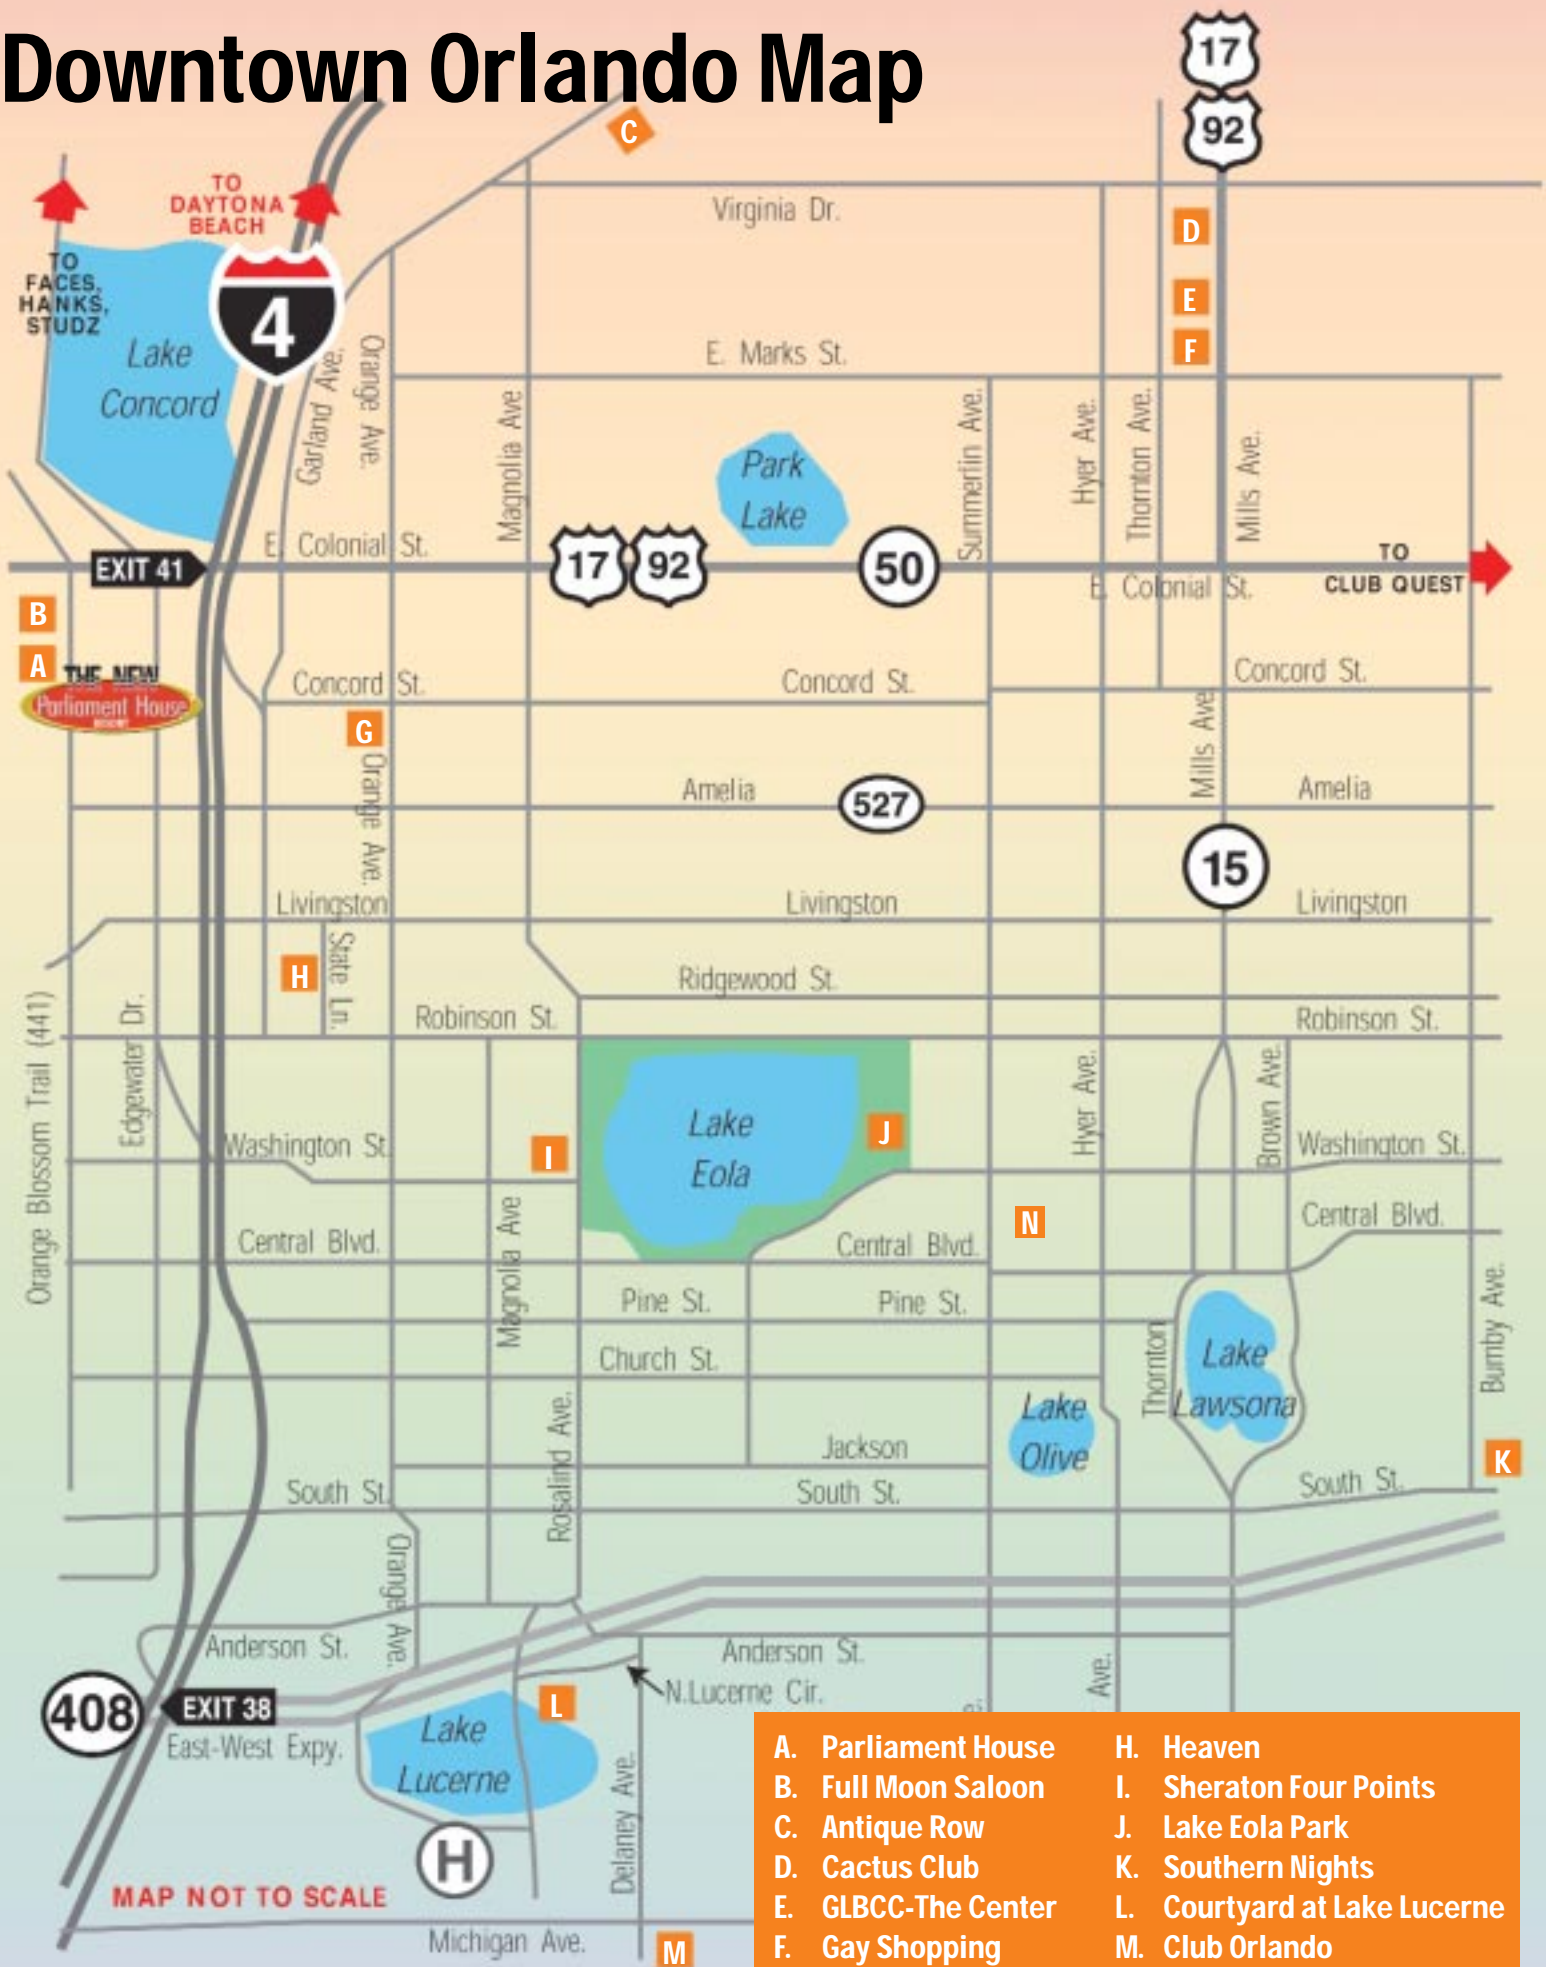 Downtown Orlando Map
17
92
C
TO
DAYTONA
BEACH
Virginia Dr.
D
TO
FACES,
HANKS,
STUDZ
4
E
F
Lake
Concord
E. Marks St.
Garland Ave.
Orange Ave.
Magnolia Ave
Park
Lake
Summerlin Ave.
Hyer Ave.
Thornton Ave.
Mills Ave.
E. Colonial St.
EXIT 41
17
92
50
E. Colonial St.
TO
CLUB QUEST
B
A
THE NEW
Parliament House
RESORT
Concord St.
Concord St.
Concord St.
G
Orange Ave.
Mills Ave
Amelia
527
Amelia
15
Livingston
Livingston
Livingston
H
State Ln.
Ridgewood St.
Robinson St.
Robinson St.
Orange Blossom Trail (441)
Edgewater Dr.
Lake
Eola
J
I
Hyer Ave.
Brown Ave.
Washington St.
Washington St.
N
Central Blvd.
Central Blvd.
Central Blvd.
Magnolia Ave
Pine St.
Pine St.
Church St.
Thornton
Lake
Lawsona
Bumby Ave.
Rosalind Ave.
Lake
Olive
Jackson
K
South St.
South St.
South St.
Orange Ave.
Anderson St.
Anderson St.
N.Lucerne Cir.
Ave.
408
EXIT 38
L
East-West Expy.
Lake
Lucerne
Delaney Ave.
H
MAP NOT TO SCALE
Michigan Ave.
M
A. Parliament House
B. Full Moon Saloon
C. Antique Row
D. Cactus Club
E. GLBCC-The Center
F. Gay Shopping
H. Heaven
I. Sheraton Four Points
J. Lake Eola Park
K. Southern Nights
L. Courtyard at Lake Lucerne
M. Club Orlando